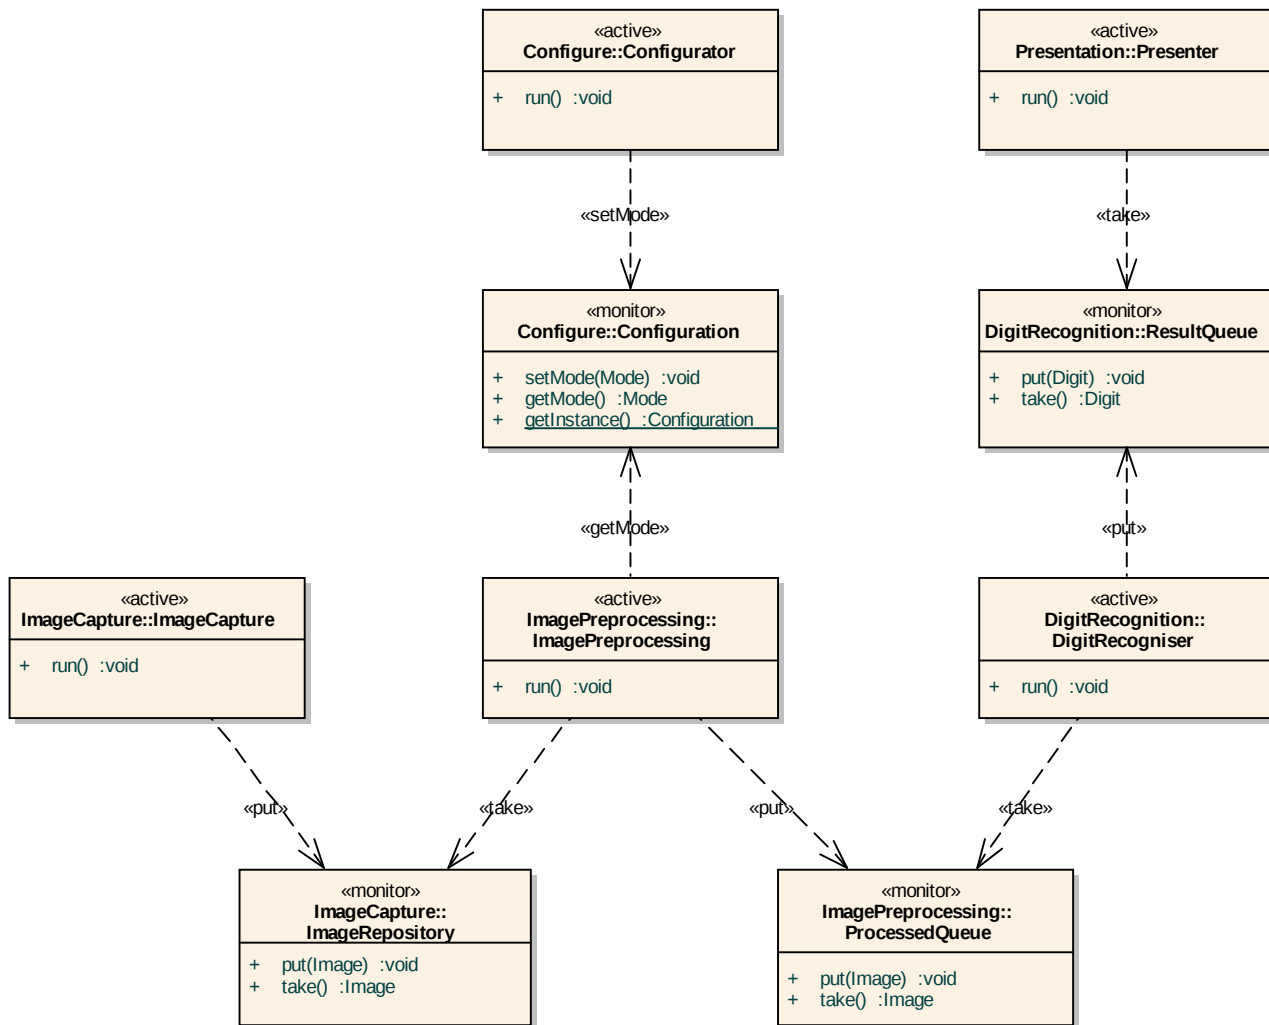 «active»
Configure::Configurator
+ run() :void
«active»
Presentation::Presenter
+ run() :void
«setMode»
«take»
«monitor»
Configure::Configuration
+ setMode(Mode) :void
+ getMode() :Mode
+ getInstance() :Configuration
«monitor»
DigitRecognition::ResultQueue
+ put(Digit) :void
+ take() :Digit
«getMode»
«put»
«active»
ImageCapture::ImageCapture
+ run() :void
«active»
ImagePreprocessing::
ImagePreprocessing
+ run() :void
«active»
DigitRecognition::
DigitRecogniser
+ run() :void
«put»
«take»
«put»
«take»
«monitor»
ImageCapture::
ImageRepository
+ put(Image) :void
+ take() :Image
«monitor»
ImagePreprocessing::
ProcessedQueue
+ put(Image) :void
+ take() :Image